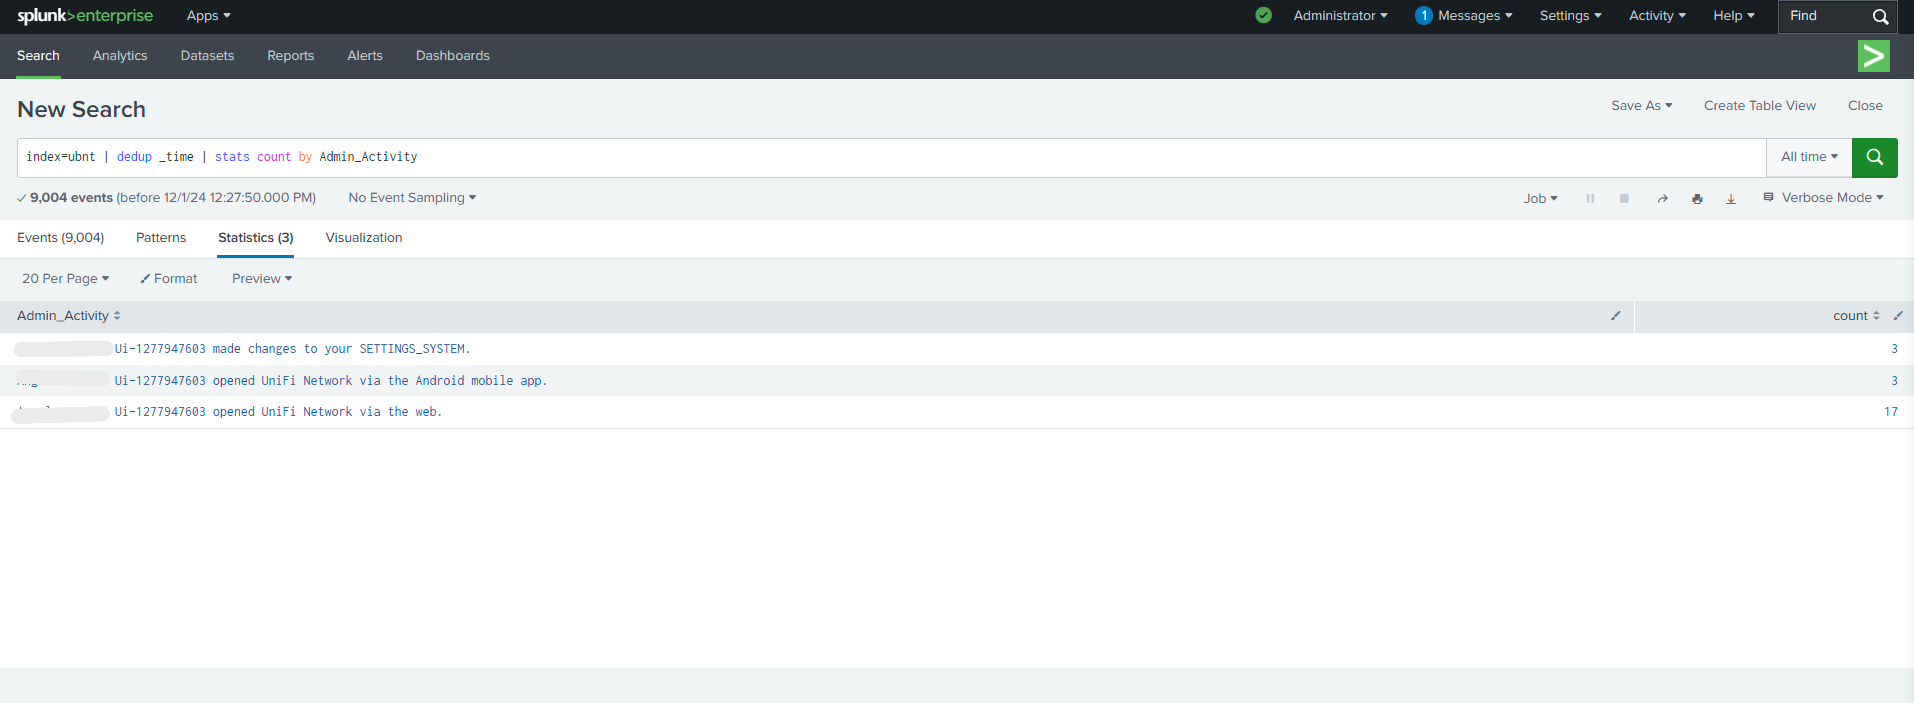 splunk>enterprise Apps Administrator 1 Messages Settings Activity Help Find
Search Analytics Datasets Reports Alerts Dashboards
New Search
Save As Create Table View Close
index=ubnt | dedup _time | stats count by Admin_Activity
All time
9,004 events (before 12/1/24 12:27:50.000 PM) No Event Sampling Job Verbose Mode
Events (9,004) Patterns Statistics (3) Visualization
20 Per Page Format Preview
Admin_Activity count
Ui-1277947603 made changes to your SETTINGS_SYSTEM. 3
Ui-1277947603 opened UniFi Network via the Android mobile app. 3
Ui-1277947603 opened UniFi Network via the web. 17